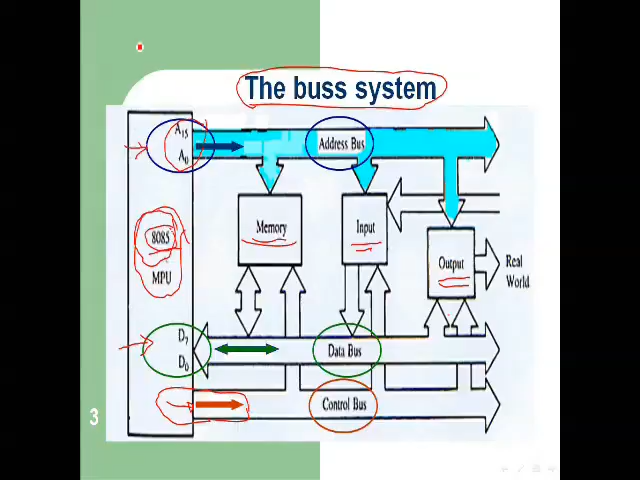 The buss system
A15
A0
Address Bus
Memory
Input
8085
MPU
Output
Real
World
D7
D0
Data Bus
Control Bus
3